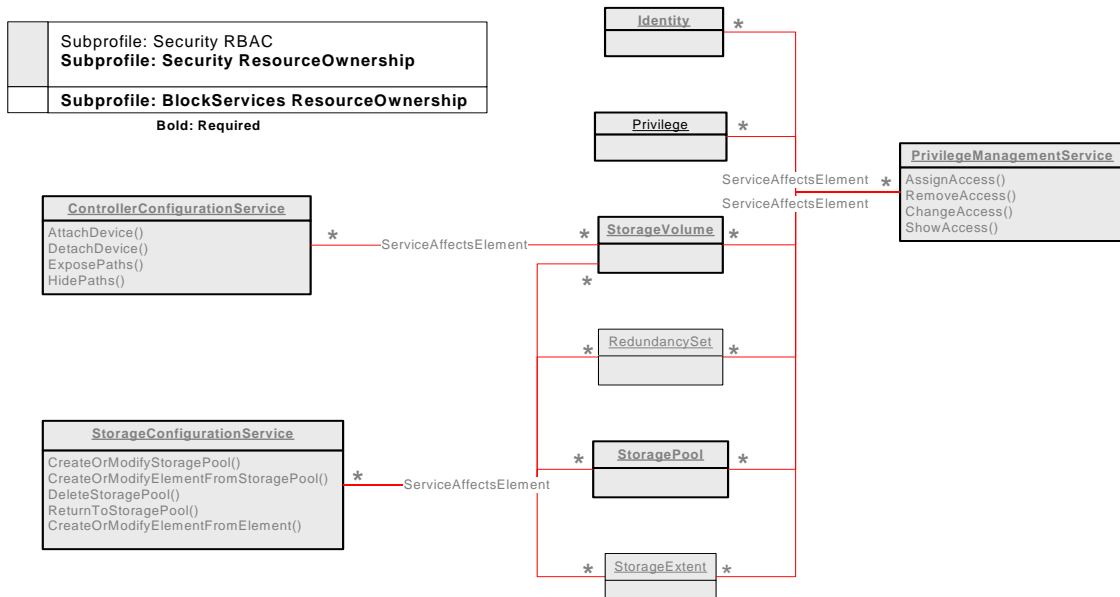 Subprofile: Security RBAC
Subprofile: Security ResourceOwnership
Subprofile: BlockServices ResourceOwnership
Bold: Required
Identity
*
Privilege
*
PrivilegeManagementService
AssignAccess()
RemoveAccess()
ChangeAccess()
ShowAccess()
ServiceAffectsElement *
ServiceAffectsElement
ControllerConfigurationService
AttachDevice()
DetachDevice()
ExposePaths()
HidePaths()
* ServiceAffectsElement *
StorageVolume
*
*
* RedundancySet *
StorageConfigurationService
CreateOrModifyStoragePool()
CreateOrModifyElementFromStoragePool()
DeleteStoragePool()
ReturnToStoragePool()
CreateOrModifyElementFromElement()
* ServiceAffectsElement
* StoragePool *
* StorageExtent *